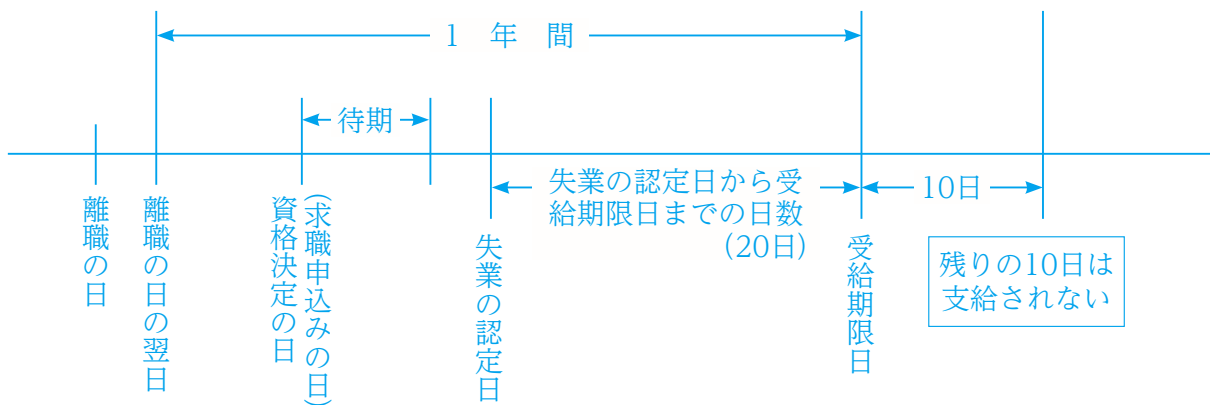 1 年 間
待期
失業の認定日から受
給期限日までの日数
(20日)
10日
離職の日
離職の日の翌日
(求職申込みの日)
資格決定の日
失業の認定日
受給期限日
残りの10日は
支給されない